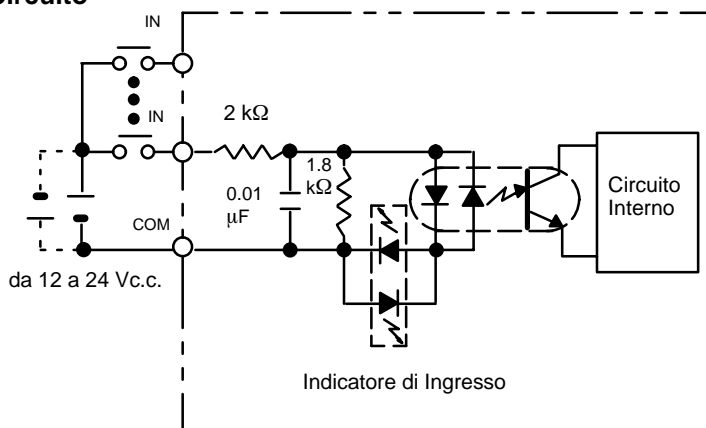 IN
IN
2 kΩ
1.8
kΩ
0.01
µF
COM
Circuito
Interno
da 12 a 24 Vc.c.
Indicatore di Ingresso